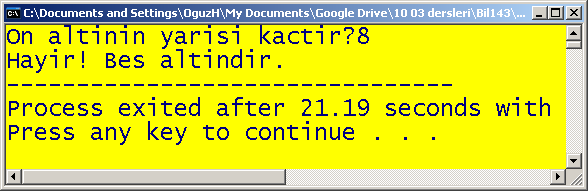 C:\Documents and Settings\OguzH\My Documents\Google Drive\10 03 dersleri\Bil143\...
On altinin yarisi kactir?8
Hayir! Bes altindir.
--------------------------------
Process exited after 21.19 seconds with
Press any key to continue . . .